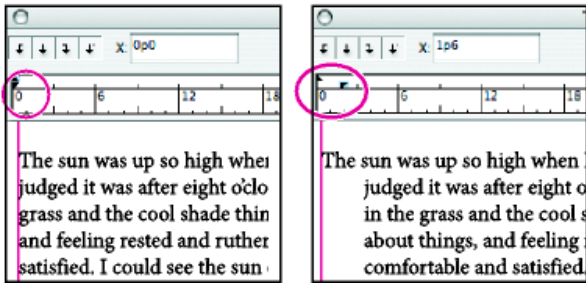 X: 0p0
0 6 12 18
The sun was up so high when
judged it was after eight o'clo
grass and the cool shade thin
and feeling rested and ruther
satisfied. I could see the sun
X: 1p6
0 6 12 18
The sun was up so high when
judged it was after eight o
in the grass and the cool s
about things, and feeling
comfortable and satisfied.